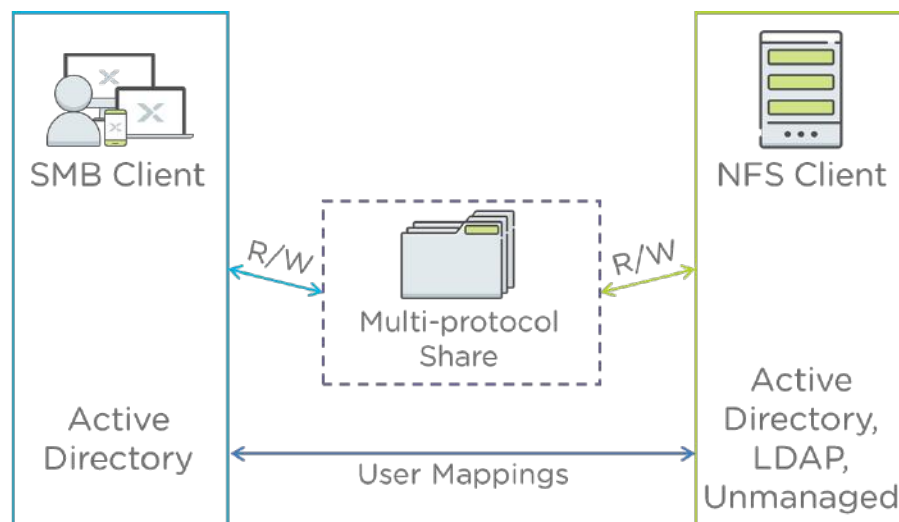 SMB Client
NFS Client
R/W
R/W
Multi-protocol
Share
Active
Directory
Active
Directory,
LDAP,
Unmanaged
User Mappings